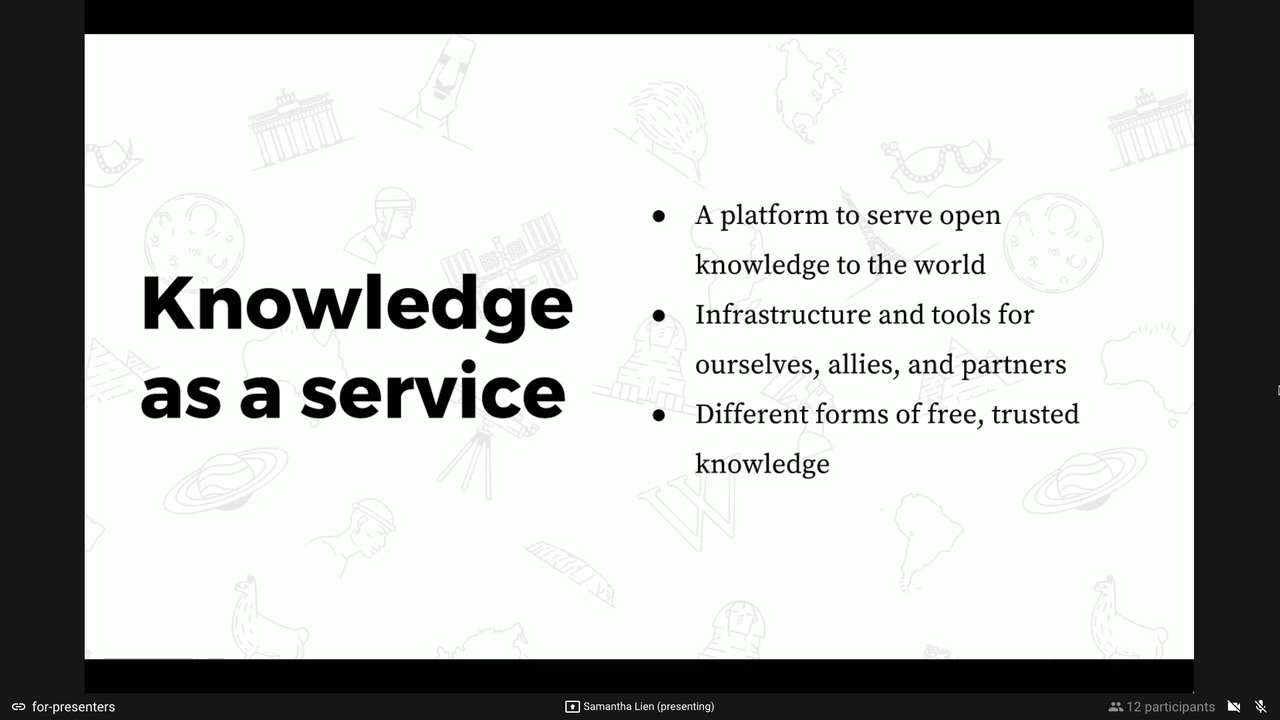 Knowledge
as a service
● A platform to serve open
knowledge to the world
● Infrastructure and tools for
ourselves, allies, and partners
● Different forms of free, trusted
knowledge
W
for-presenters
Samantha Lien (presenting)
12 participants